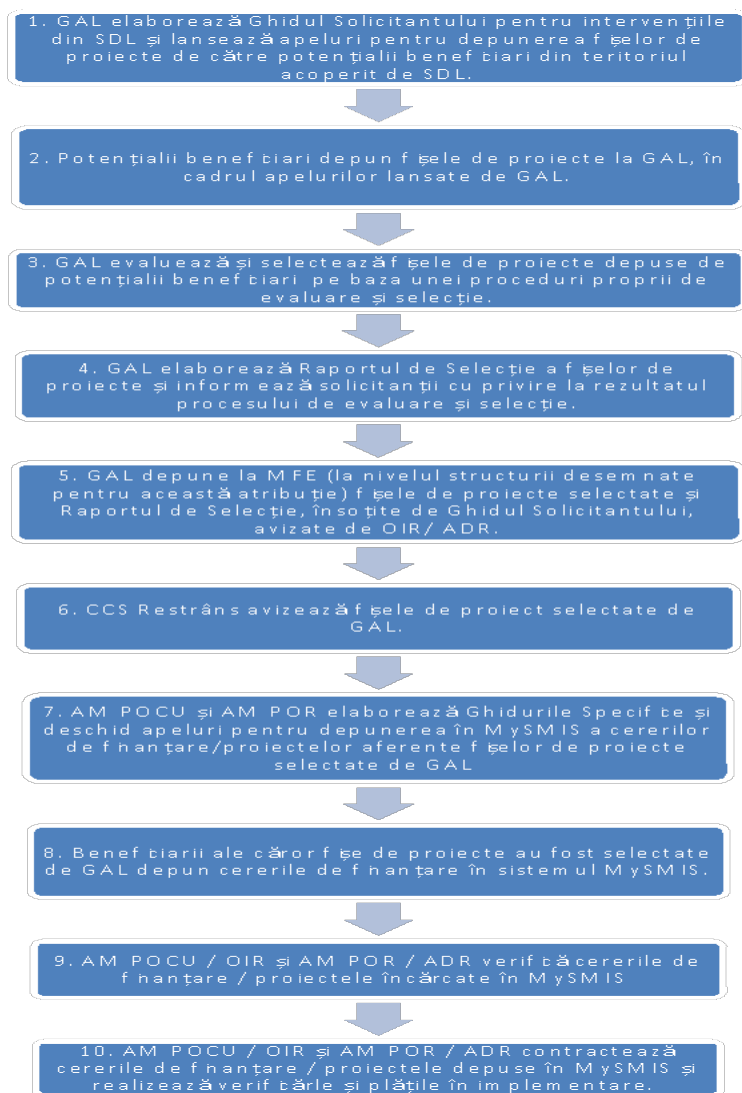 1. GAL elaborează Ghidul Solicitantului pentru intervențiile
din SDL și lansează apeluri pentru depunerea fișelor de
proiecte de către potențialii beneficiari din teritoriul
acoperit de SDL.
2. Potențialii beneficiari depun fișele de proiecte la GAL, în
cadrul apelurilor lansate de GAL.
3. GAL evaluează și selectează fișele de proiecte depuse de
potențialii beneficiari pe baza unei proceduri proprii de
evaluare și selecție.
4. GAL elaborează Raportul de Selecție a fișelor de
proiecte și informează solicitanții cu privire la rezultatul
procesului de evaluare și selecție.
5. GAL depune la MFE (la nivelul structurii desemnate
pentru această atribuție) fișele de proiecte selectate și
Raportul de Selecție, însoțite de Ghidul Solicitantului,
avizate de OIR/ ADR.
6. CCS Restrâns avizează fișele de proiect selectate de
GAL.
7. AM POCU și AM POR elaborează Ghidurile Specifice și
deschid apeluri pentru depunerea în MySMIS a cererilor
de finanțare/proiectelor aferente fișelor de proiecte
selectate de GAL
8. Beneficiarii ale căror fișe de proiecte au fost selectate
de GAL depun cererile de finanțare în sistemul MySMIS.
9. AM POCU / OIR și AM POR / ADR verifică cererile de
finanțare / proiectele încărcate în MySMIS
10. AM POCU / OIR și AM POR / ADR contractează
cererile de finanțare / proiectele depuse în MySMIS și
realizează verificările și plățile în implementare.